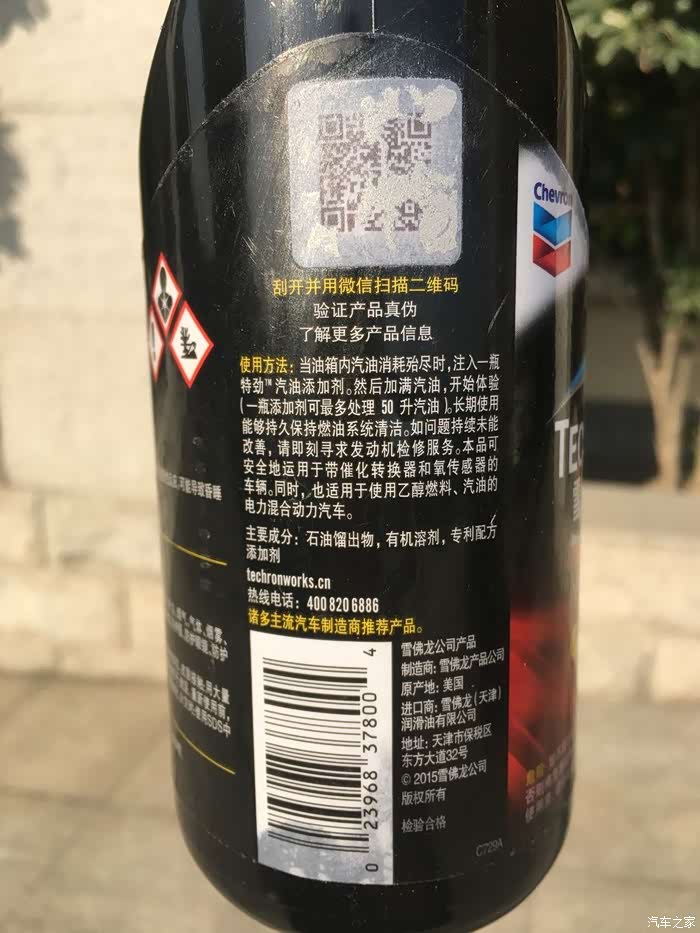 刮开并用微信扫描二维码
验证产品真伪
了解更多产品信息
使用方法：当油箱内汽油消耗殆尽时，注入一瓶
特劲™汽油添加剂。然后加满汽油，开始体验
(一瓶添加剂可最多处理 50 升汽油)。长期使用
能够持久保持燃油系统清洁。如问题持续未能
改善，请即刻寻求发动机检修服务。本品可
安全地运用于带催化转换器和氧传感器的
车辆。同时，也适用于使用乙醇燃料、汽油的
电力混合动力汽车。
主要成分：石油馏出物，有机溶剂，专利配方
添加剂
techronworks.cn
热线电话：400 820 6886
诸多主流汽车制造商推荐产品。
0 23968 37800 4
雪佛龙公司产品
制造商：雪佛龙产品公司
原产地：美国
进口商：雪佛龙(天津)
润滑油有限公司
地址：天津市保税区
东方大道32号
© 2015雪佛龙公司
版权所有
检验合格
C729A
Chevron
TEC
可能导致昏睡
汽车之家